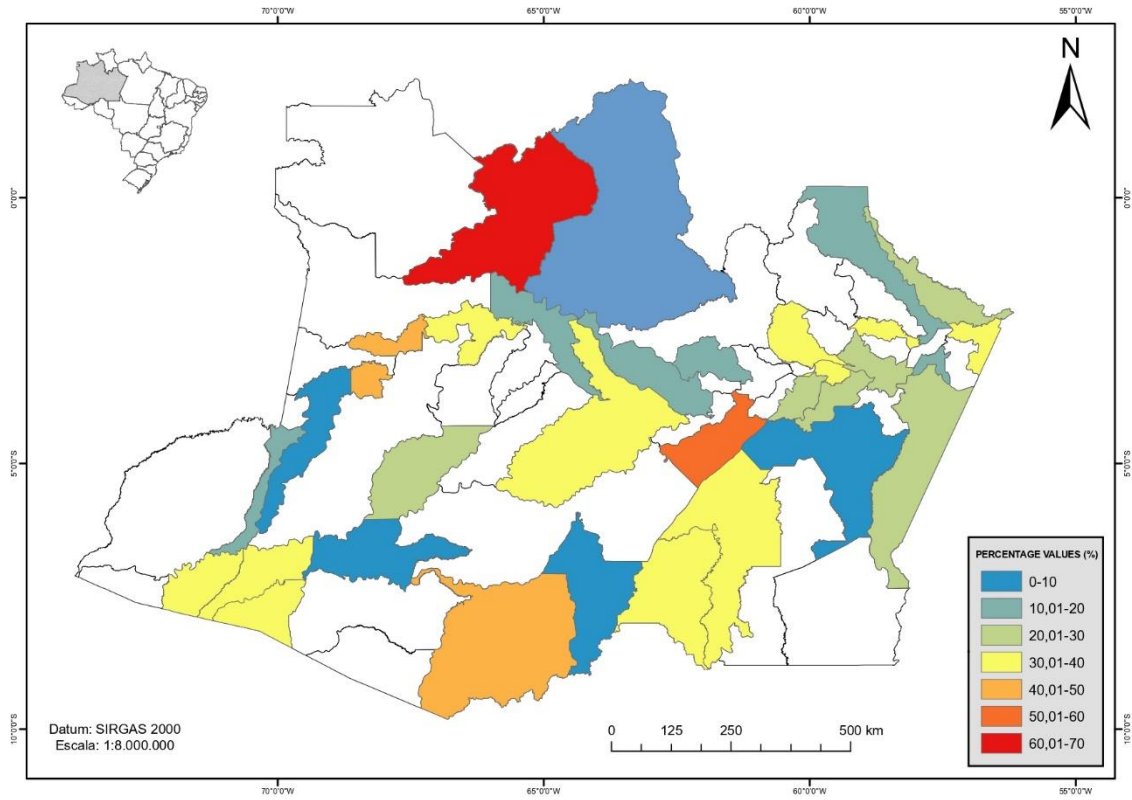 70°0'0"W 65°0'0"W 60°0'0"W 55°0'0"W
N
0°0'0" 0°0'0"
5°0'0"S 5°0'0"S
10°0'0"S 10°0'0"S
PERCENTAGE VALUES (%)
0-10
10,01-20
20,01-30
30,01-40
40,01-50
50,01-60
60,01-70
Datum: SIRGAS 2000
Escala: 1:8.000.000
0 125 250 500 km
70°0'0"W 65°0'0"W 60°0'0"W 55°0'0"W